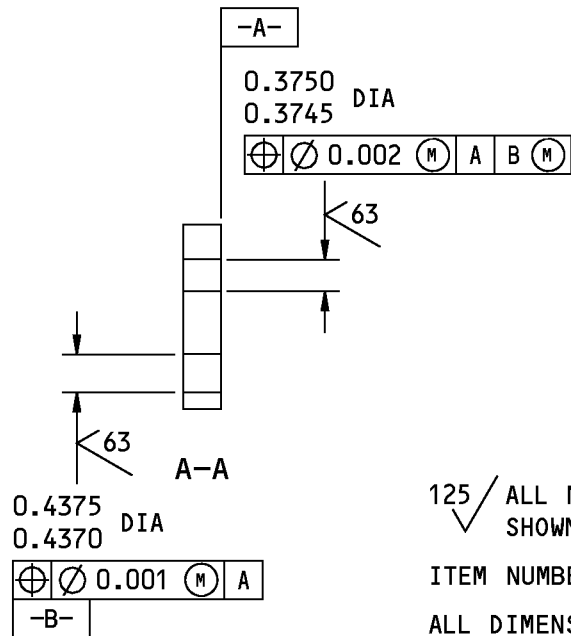 -A-
0.3750
0.3745 DIA
⌖ ⌀ 0.002 Ⓜ A B Ⓜ
63
63
A-A
0.4375
0.4370 DIA
⌖ ⌀ 0.001 Ⓜ A
-B-
125 ALL
ITEM
ALL